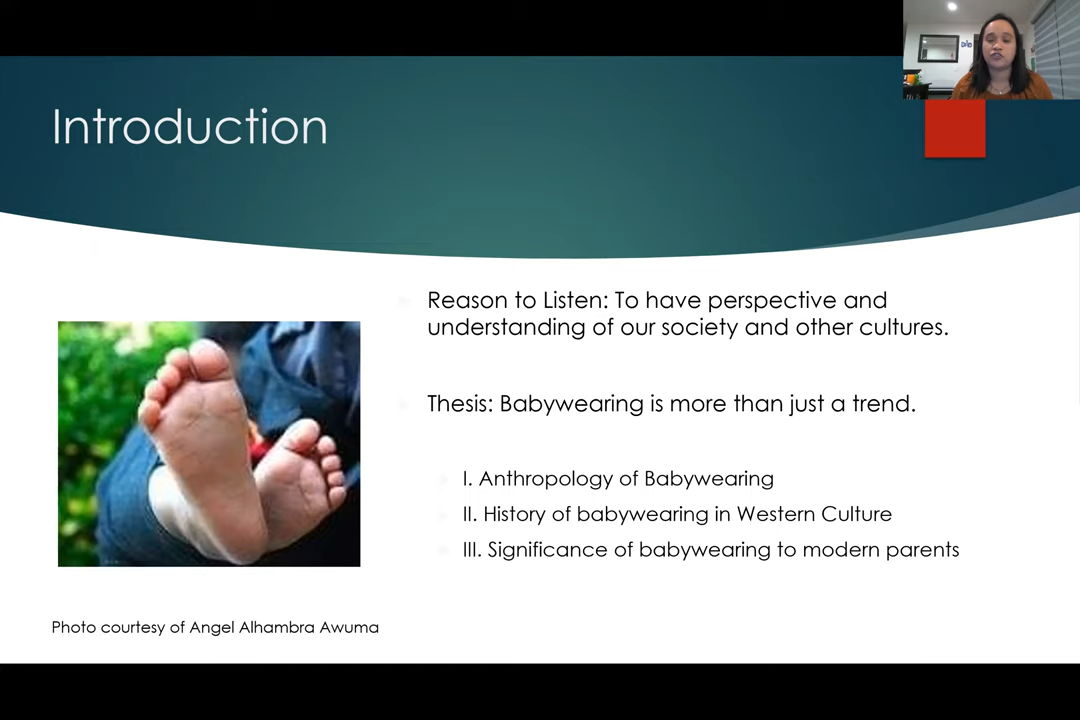 Introduction
Reason to Listen: To have perspective and
understanding of our society and other cultures.
Thesis: Babywearing is more than just a trend.
I. Anthropology of Babywearing
II. History of babywearing in Western Culture
III. Significance of babywearing to modern parents
Photo courtesy of Angel Alhambra Awuma